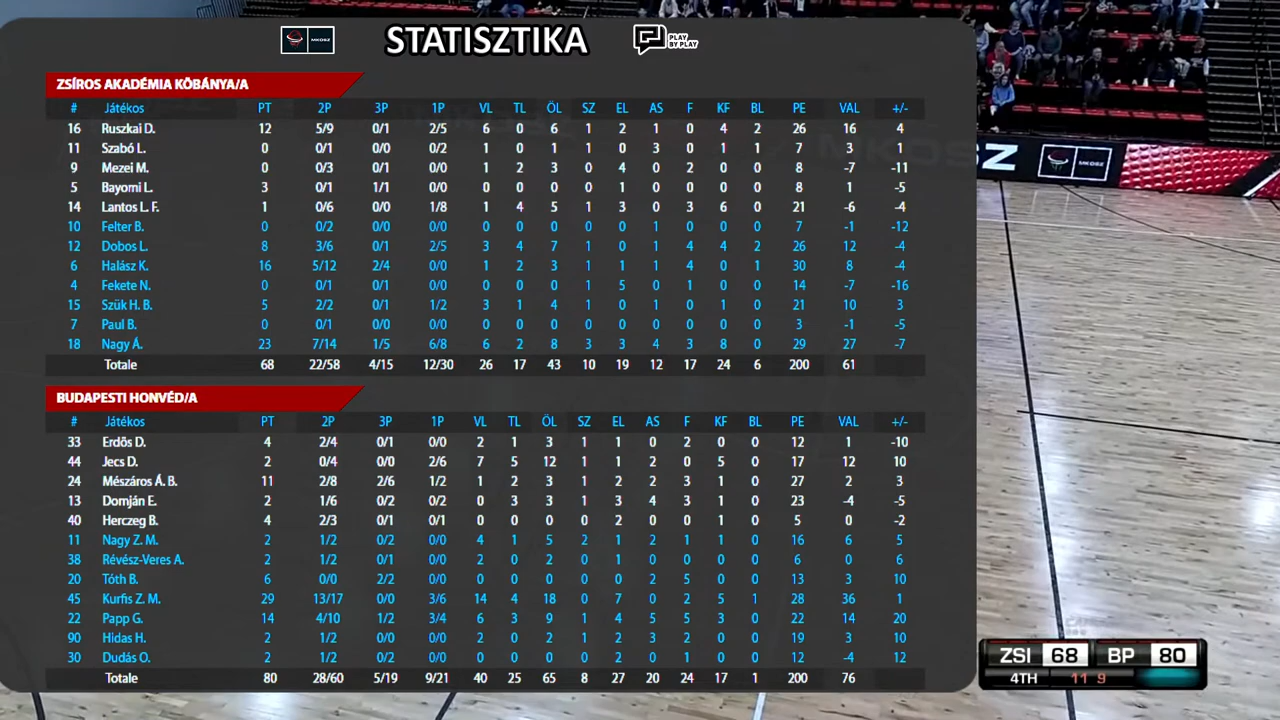 MKOSZ STATISZTIKA PLAY BY PLAY
ZSÍROS AKADÉMIA KŐBÁNYA/A
# Játékos PT 2P 3P 1P VL TL ÖL SZ EL AS F KF BL PE VAL +/-
16 Ruszkai D. 12 5/9 0/1 2/5 6 0 6 1 2 1 0 4 2 26 16 4
11 Szabó L. 0 0/1 0/0 0/2 1 0 1 1 0 3 0 1 1 7 3 1
9 Mezei M. 0 0/3 0/1 0/0 1 2 3 0 4 0 2 0 0 8 -7 -11
5 Bayomi L. 3 0/1 1/1 0/0 0 0 0 0 1 0 0 0 0 8 1 -5
14 Lantos L. F. 1 0/6 0/0 1/8 1 4 5 1 3 0 3 6 0 21 -6 -4
10 Felter B. 0 0/2 0/0 0/0 0 0 0 0 0 1 0 0 0 7 -1 -12
12 Dobos L. 8 3/6 0/1 2/5 3 4 7 1 0 1 4 4 2 26 12 -4
6 Halász K. 16 5/12 2/4 0/0 1 2 3 1 1 1 4 0 1 30 8 -4
4 Fekete N. 0 0/1 0/1 0/0 0 0 0 1 5 0 1 0 0 14 -7 -16
15 Szük H. B. 5 2/2 0/1 1/2 3 1 4 1 0 1 0 1 0 21 10 3
7 Paul B. 0 0/1 0/0 0/0 0 0 0 0 0 0 0 0 0 3 -1 -5
18 Nagy Á. 23 7/14 1/5 6/8 6 2 8 3 3 4 3 8 0 29 27 -7
Totale 68 22/58 4/15 12/30 26 17 43 10 19 12 17 24 6 200 61
BUDAPESTI HONVÉD/A
# Játékos PT 2P 3P 1P VL TL ÖL SZ EL AS F KF BL PE VAL +/-
33 Erdős D. 4 2/4 0/1 0/0 2 1 3 1 1 0 2 0 0 12 1 -10
44 Jecs D. 2 0/4 0/0 2/6 7 5 12 1 1 2 0 5 0 17 12 10
24 Mészáros Á. B. 11 2/8 2/6 1/2 1 2 3 1 2 2 3 1 0 27 2 3
13 Domján E. 2 1/6 0/2 0/0 0 3 3 1 3 4 3 1 0 23 -4 -5
40 Herczeg B. 4 2/3 0/1 0/1 0 0 0 0 2 0 0 1 0 5 0 -2
11 Nagy Z. M. 2 1/2 0/2 0/0 4 1 5 2 1 2 1 1 0 16 6 5
38 Révész-Veres A. 2 1/2 0/1 0/0 2 0 2 0 1 0 0 0 0 6 0 6
20 Tóth B. 6 0/0 2/2 0/0 0 0 0 0 0 2 5 0 0 13 3 10
45 Kurfis Z. M. 29 13/17 0/0 3/6 14 4 18 0 7 0 2 5 1 28 36 1
22 Papp G. 14 4/10 1/2 3/4 6 3 9 1 4 5 5 3 0 22 14 20
90 Hidas H. 2 1/2 0/0 0/0 2 0 2 1 2 3 2 0 0 19 3 10
30 Dudás O. 2 1/2 0/2 0/0 0 0 0 0 2 0 1 0 0 12 -4 12
Totale 80 28/60 5/19 9/21 40 25 65 8 27 20 24 17 1 200 76
MKOSZ
ZSI 68 BP 80
4TH 11 9